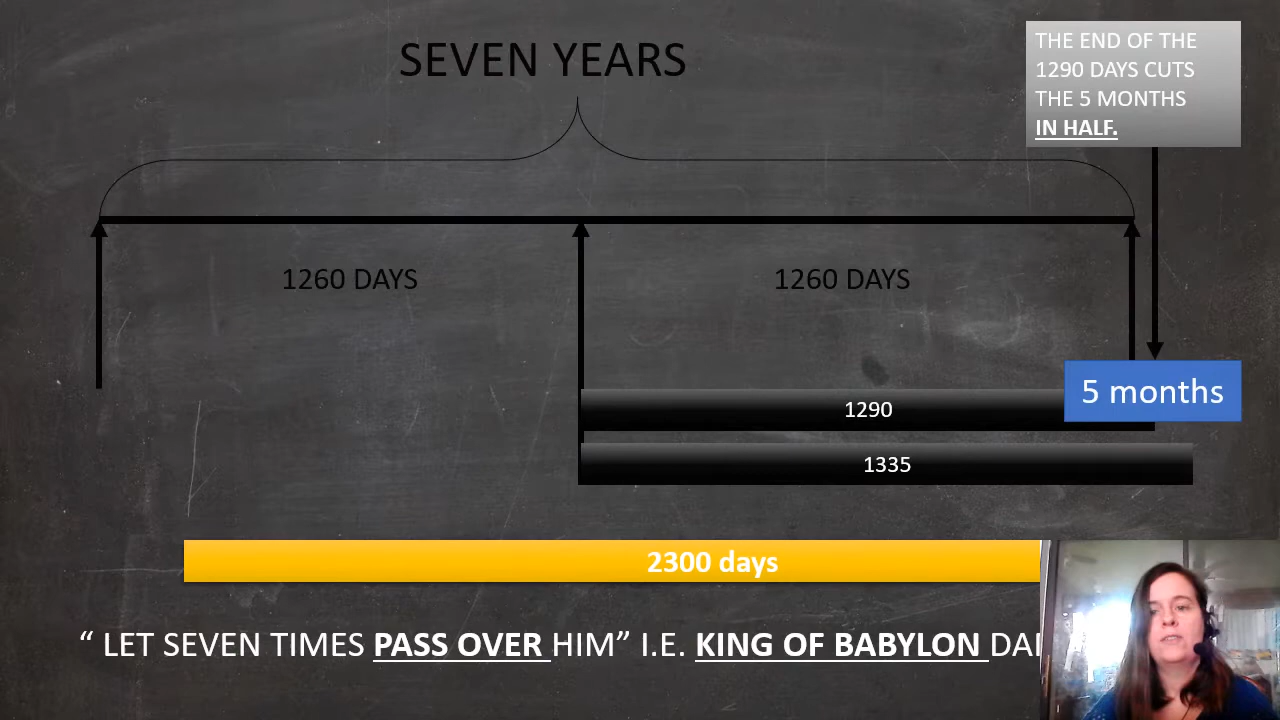 SEVEN YEARS
THE END OF THE
1290 DAYS CUTS
THE 5 MONTHS
IN HALF.
1260 DAYS
1260 DAYS
5 months
1290
1335
2300 days
“ LET SEVEN TIMES PASS OVER HIM” I.E. KING OF BABYLON